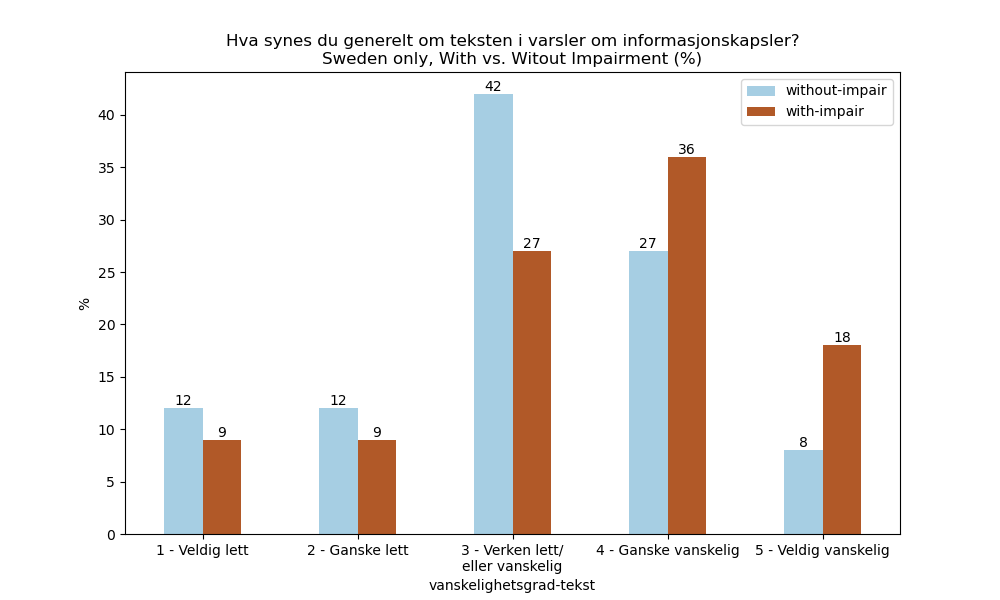 Hva synes du generelt om teksten i varsler om informasjonskapsler?
Sweden only, With vs. Witout Impairment (%)
without-impair
with-impair
%
40
35
30
25
20
15
10
5
0
12
9
12
9
42
27
27
36
8
18
1 - Veldig lett
2 - Ganske lett
3 - Verken lett/
eller vanskelig
4 - Ganske vanskelig
5 - Veldig vanskelig
vanskelighetsgrad-tekst